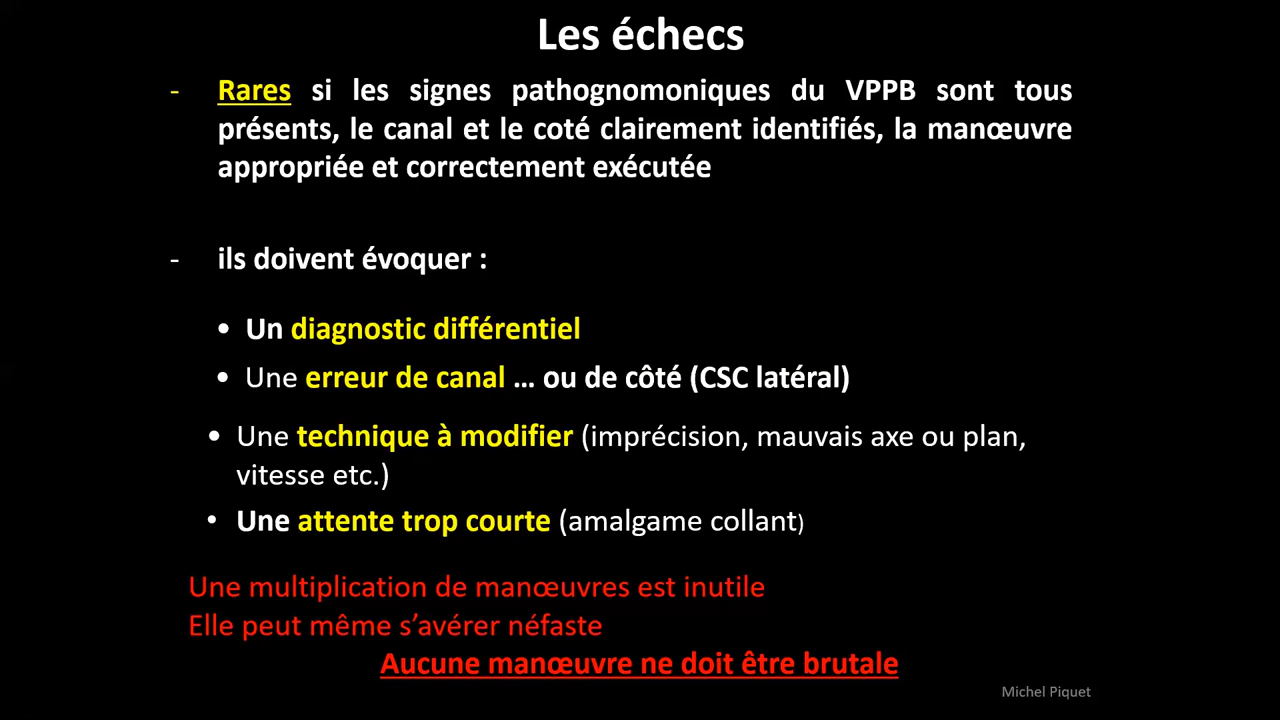 Les échecs
- Rares si les signes pathognomoniques du VPPB sont tous
présents, le canal et le coté clairement identifiés, la manœuvre
appropriée et correctement exécutée
- ils doivent évoquer :
• Un diagnostic différentiel
• Une erreur de canal ... ou de côté (CSC latéral)
• Une technique à modifier (imprécision, mauvais axe ou plan,
vitesse etc.)
• Une attente trop courte (amalgame collant)
Une multiplication de manœuvres est inutile
Elle peut même s’avérer néfaste
Aucune manœuvre ne doit être brutale
Michel Piquet